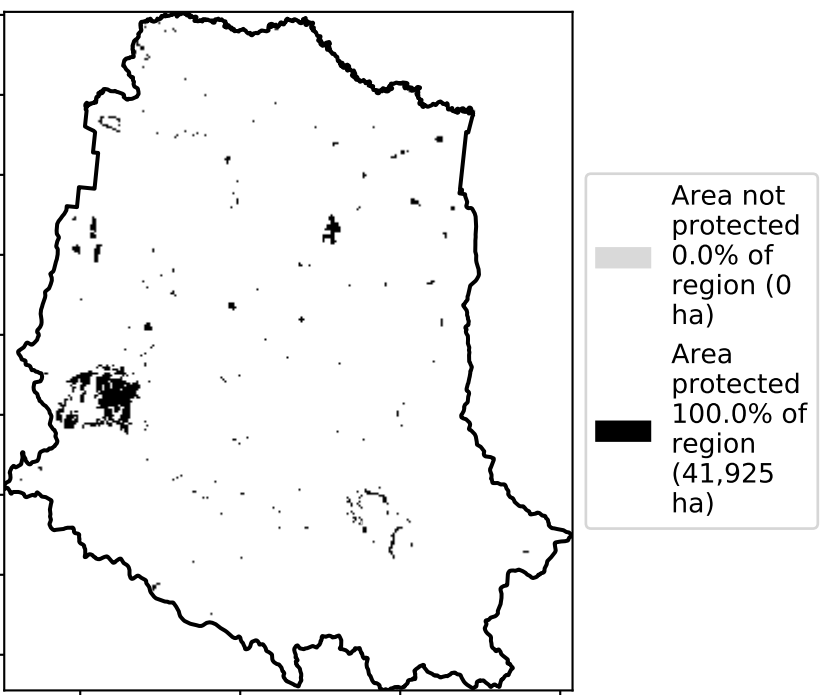 Area not
protected
0.0% of
region (0
ha)
Area
protected
100.0% of
region
(41,925
ha)